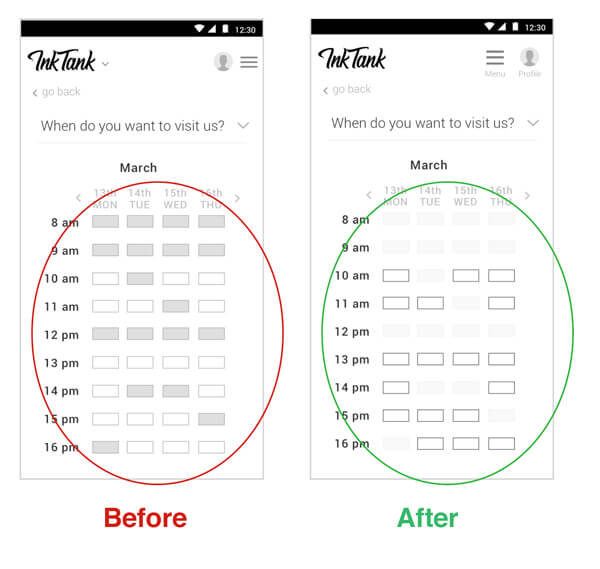 12:30
InkTank
go back
When do you want to visit us?
March
13th 14th 15th 16th
MON TUE WED THU
8 am
9 am
10 am
11 am
12 pm
13 pm
14 pm
15 pm
16 pm
Before
12:30
InkTank
Menu Profile
go back
When do you want to visit us?
March
13th 14th 15th 16th
MON TUE WED THU
8 am
9 am
10 am
11 am
12 pm
13 pm
14 pm
15 pm
16 pm
After